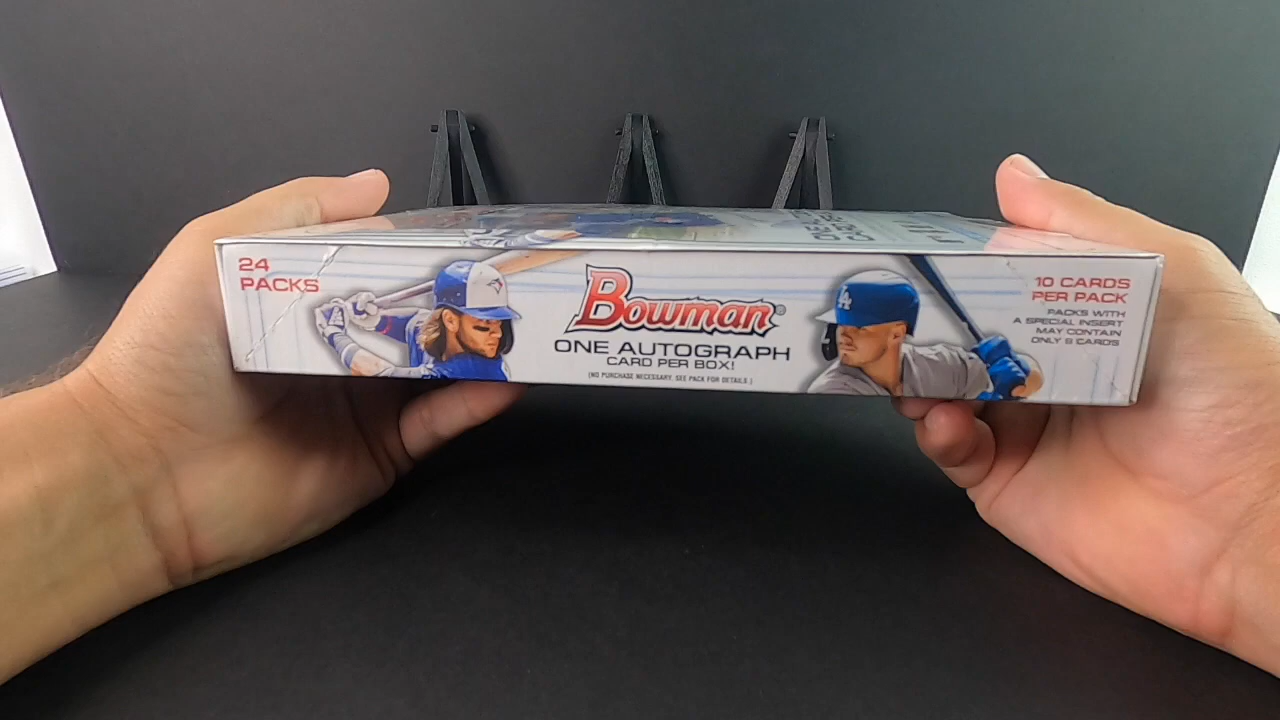 24
PACKS
Bowman®
ONE AUTOGRAPH
CARD PER BOX!
(NO PURCHASE NECESSARY. SEE PACK FOR DETAILS.)
LA
10 CARDS
PER PACK
PACKS WITH
A SPECIAL INSERT
MAY CONTAIN
ONLY 8 CARDS